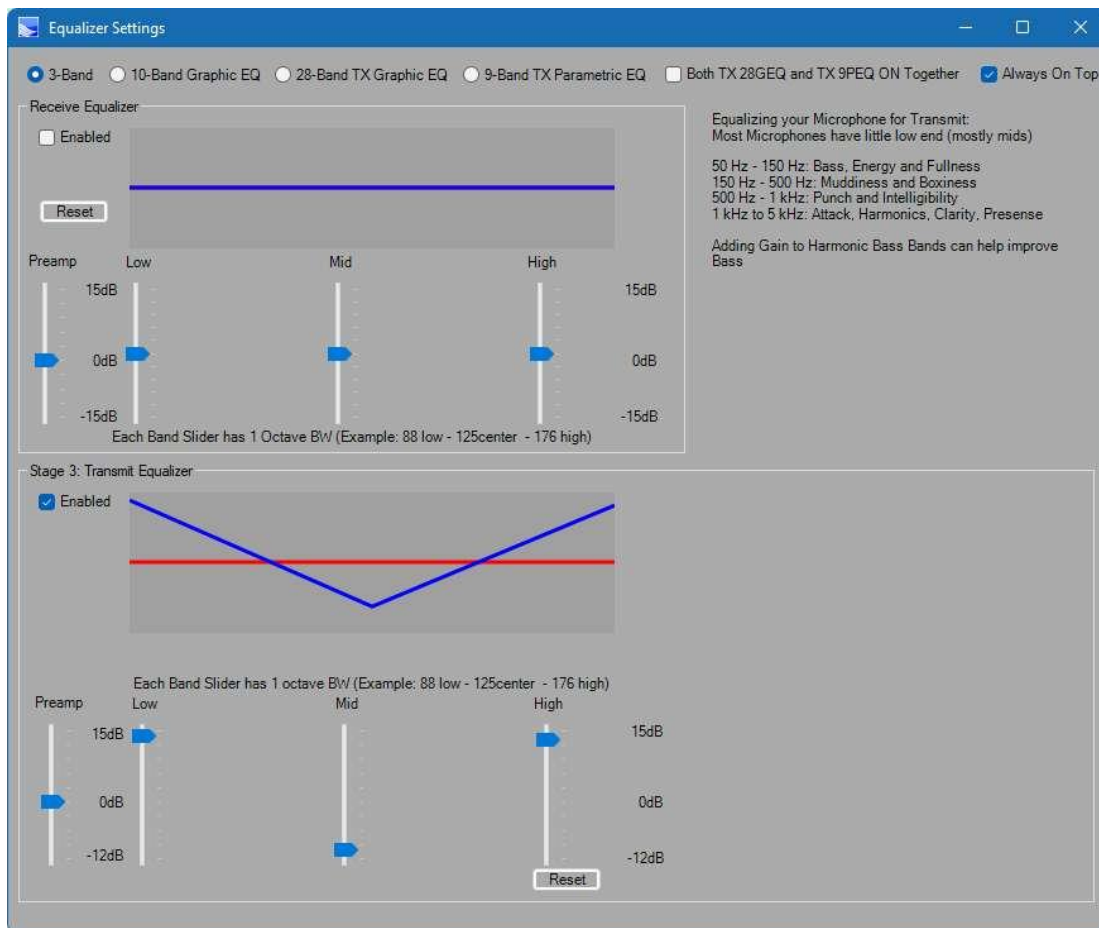 Equalizer Settings
3-Band 10-Band Graphic EQ 28-Band TX Graphic EQ 9-Band TX Parametric EQ Both TX 28GEQ and TX 9PEQ ON Together Always On Top
Receive Equalizer
Enabled
Reset
Equalizing your Microphone for Transmit:
Most Microphones have little low end (mostly mids)
50 Hz - 150 Hz: Bass, Energy and Fullness
150 Hz - 500 Hz: Muddiness and Boxiness
500 Hz - 1 kHz: Punch and Intelligibility
1 kHz to 5 kHz: Attack, Harmonics, Clarity, Presense
Adding Gain to Harmonic Bass Bands can help improve
Bass
Preamp Low Mid High
15dB 15dB
0dB 0dB
-15dB -15dB
Each Band Slider has 1 Octave BW (Example: 88 low - 125center - 176 high)
Stage 3: Transmit Equalizer
Enabled
Each Band Slider has 1 octave BW (Example: 88 low - 125center - 176 high)
Preamp Low Mid High
15dB 15dB
0dB 0dB
-12dB -12dB
Reset